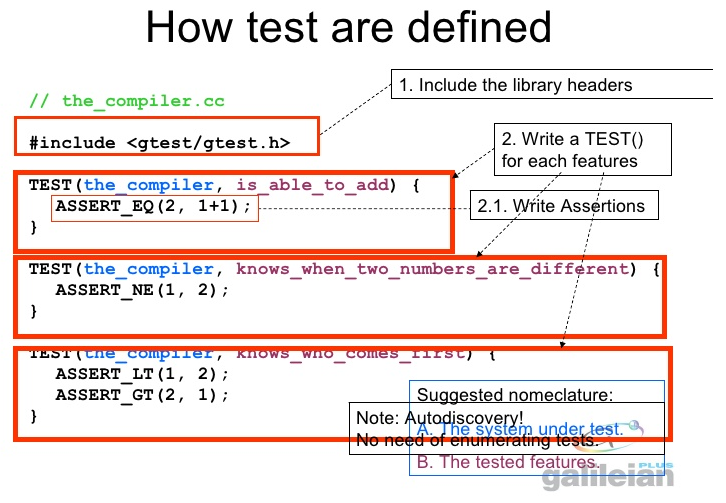 How test are defined
1. Include the library headers
// the_compiler.cc
#include <gtest/gtest.h>
2. Write a TEST()
for each features
TEST(the_compiler, is_able_to_add) {
ASSERT_EQ(2, 1+1);
}
2.1. Write Assertions
TEST(the_compiler, knows_when_two_numbers_are_different) {
ASSERT_NE(1, 2);
}
TEST(the_compiler, knows_who_comes_first) {
ASSERT_LT(1, 2);
ASSERT_GT(2, 1);
}
Suggested nomeclature:
A. The system under test.
B. The tested features.
Note: Autodiscovery!
No need of enumerating tests.
galileian PLUS